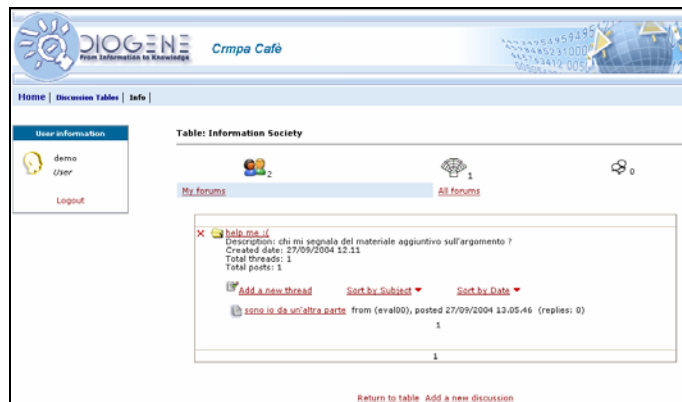 DIOGENE
From Information to Knowledge
Crmpa Cafè
Home | Discussion Tables | Info |
User information
demo
User
Logout
Table: Information Society
2
1
0
My forums
All forums
help me :(
Description: chi mi segnala del materiale aggiuntivo sull'argomento ?
Created date: 27/09/2004 12.11
Total threads: 1
Total posts: 1
Add a new thread Sort by Subject Sort by Date
sono io da un'altra parte from (eval00), posted 27/09/2004 13.05.46 (replies: 0)
1
1
Return to table Add a new discussion